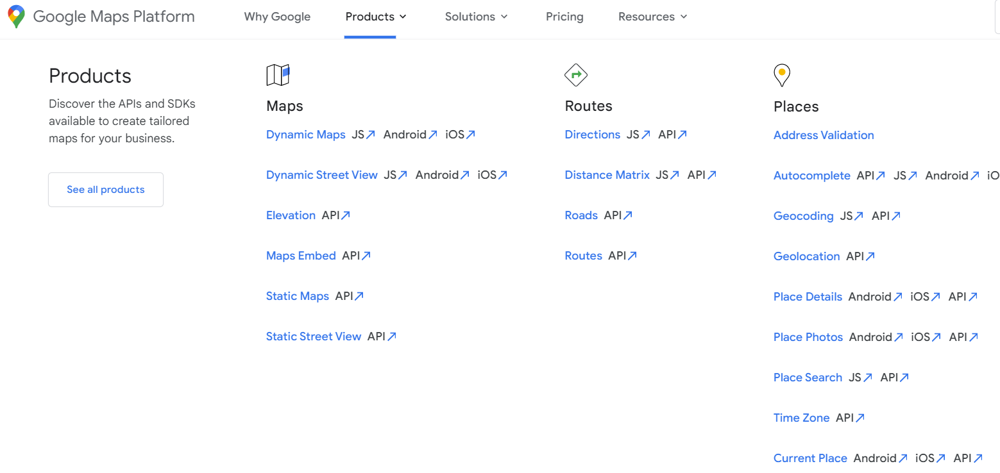 Google Maps Platform
Why Google
Products
Solutions
Pricing
Resources
Products
Discover the APIs and SDKs
available to create tailored
maps for your business.
See all products
Maps
Dynamic Maps JS Android iOS
Dynamic Street View JS Android iOS
Elevation API
Maps Embed API
Static Maps API
Static Street View API
Routes
Directions JS API
Distance Matrix JS API
Roads API
Routes API
Places
Address Validation
Autocomplete API JS Android iO
Geocoding JS API
Geolocation API
Place Details Android iOS API
Place Photos Android iOS API
Place Search JS API
Time Zone API
Current Place Android iOS API